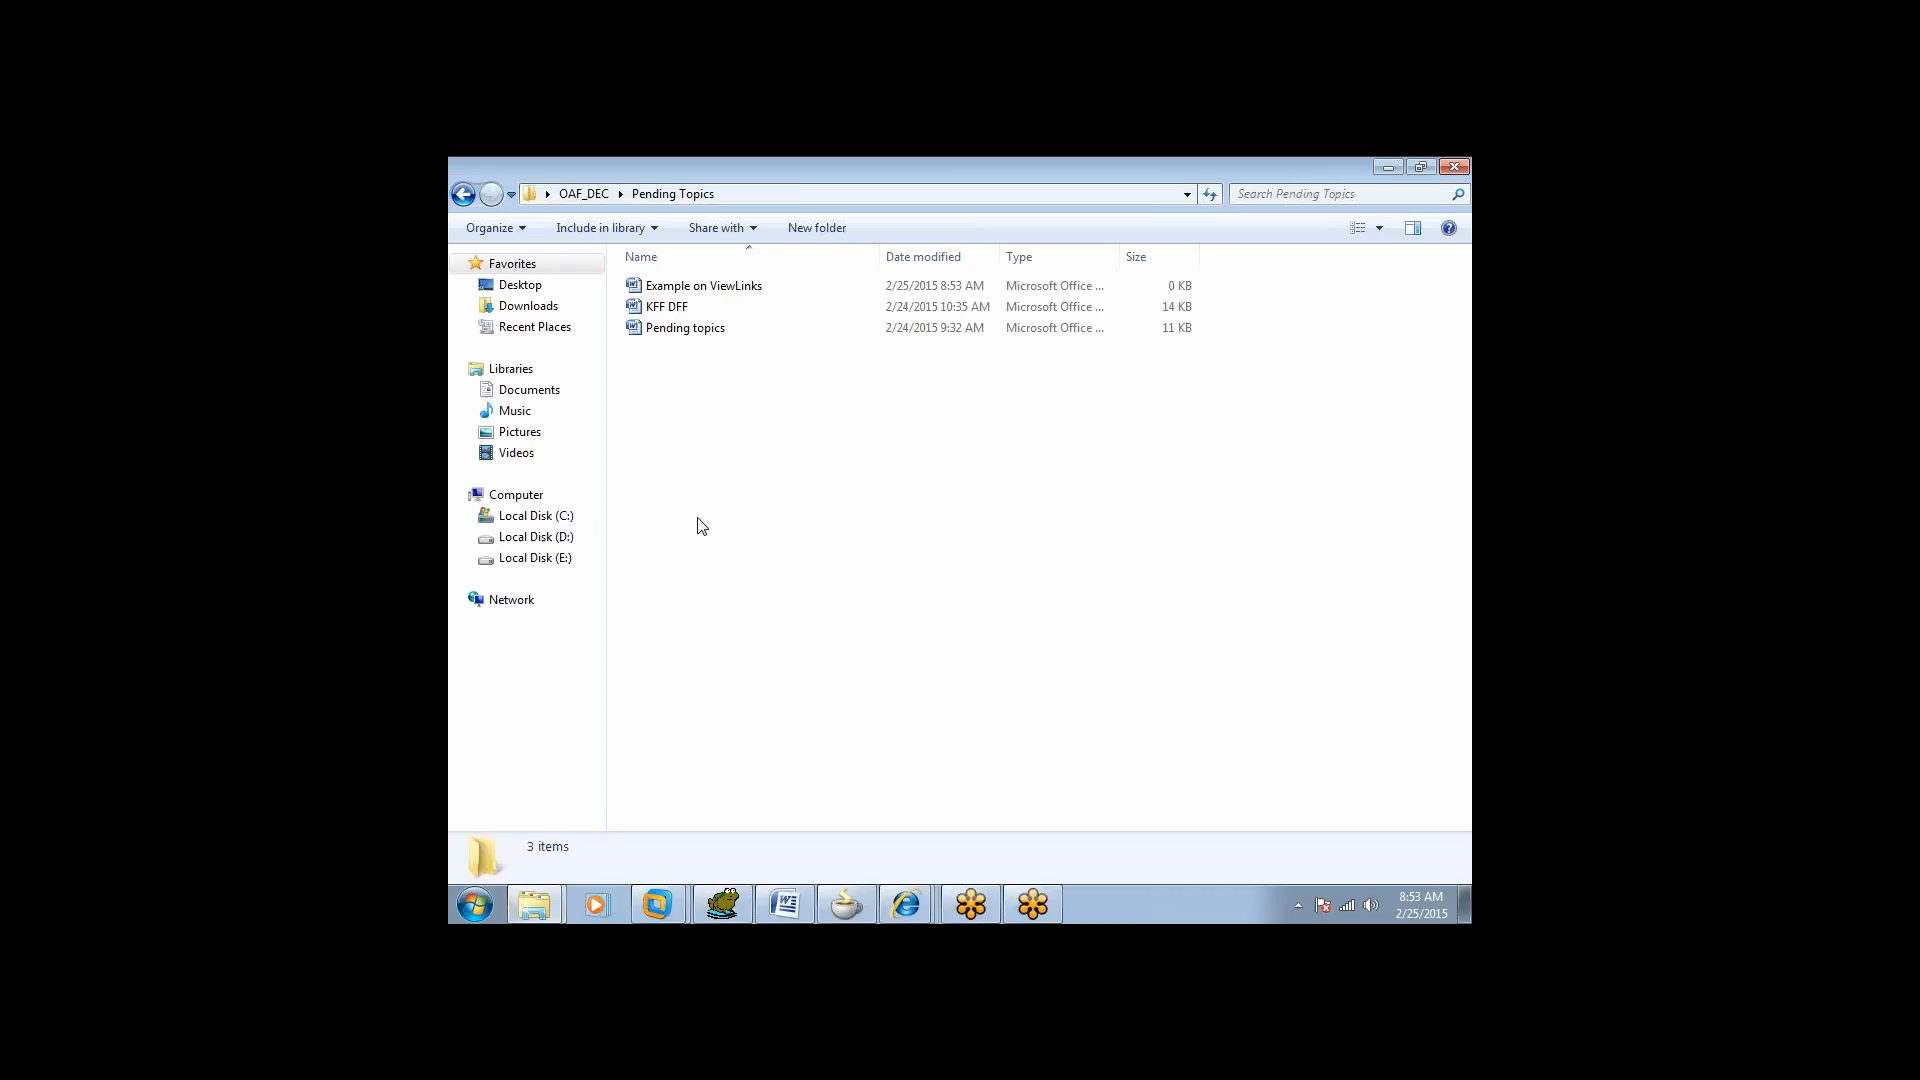 OAF_DEC Pending Topics
Search Pending Topics
Organize Include in library Share with New folder
Name Date modified Type Size
Favorites
Desktop
Downloads
Recent Places
Libraries
Documents
Music
Pictures
Videos
Computer
Local Disk (C:)
Local Disk (D:)
Local Disk (E:)
Network
Example on ViewLinks 2/25/2015 8:53 AM Microsoft Office ... 0 KB
KFF DFF 2/24/2015 10:35 AM Microsoft Office ... 14 KB
Pending topics 2/24/2015 9:32 AM Microsoft Office ... 11 KB
3 items
8:53 AM
2/25/2015